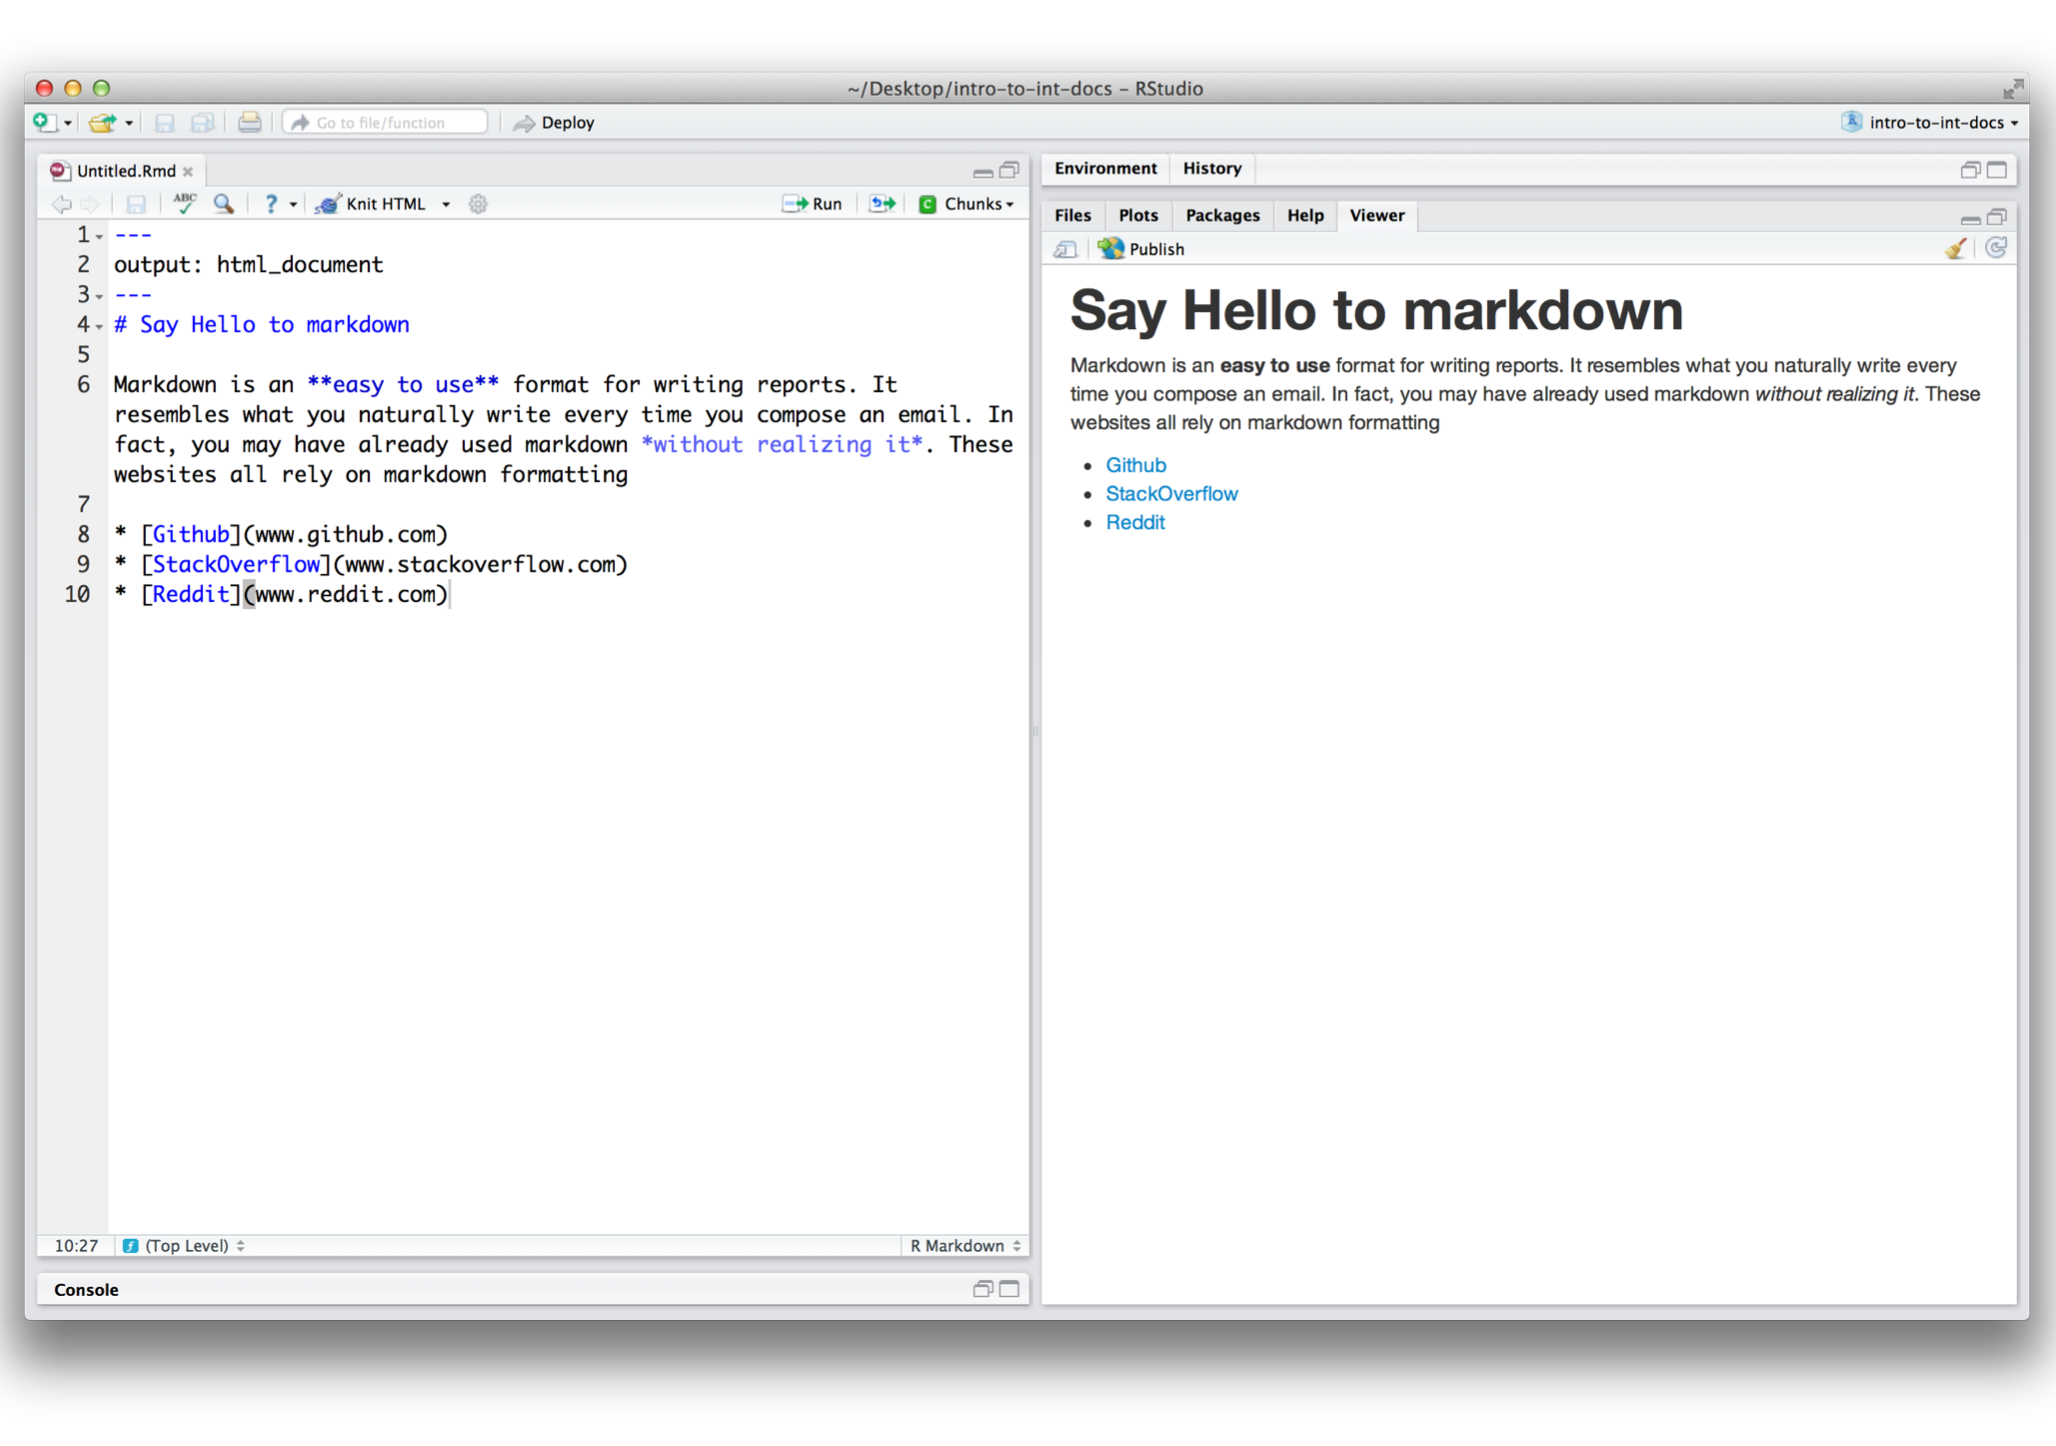 ~/Desktop/intro-to-int-docs – RStudio
Go to file/function
Deploy
intro-to-int-docs
Untitled.Rmd
ABC
?
Knit HTML
Run
C
Chunks
1
---
2
output: html_document
3
---
4
# Say Hello to markdown
5
6
Markdown is an **easy to use** format for writing reports. It
resembles what you naturally write every time you compose an email. In
fact, you may have already used markdown *without realizing it*. These
websites all rely on markdown formatting
7
8
* [Github](www.github.com)
9
* [StackOverflow](www.stackoverflow.com)
10
* [Reddit](www.reddit.com)
10:27
(Top Level)
R Markdown
Console
Environment
History
Files
Plots
Packages
Help
Viewer
Publish
Say Hello to markdown
Markdown is an easy to use format for writing reports. It resembles what you naturally write every
time you compose an email. In fact, you may have already used markdown without realizing it. These
websites all rely on markdown formatting
• Github
• StackOverflow
• Reddit